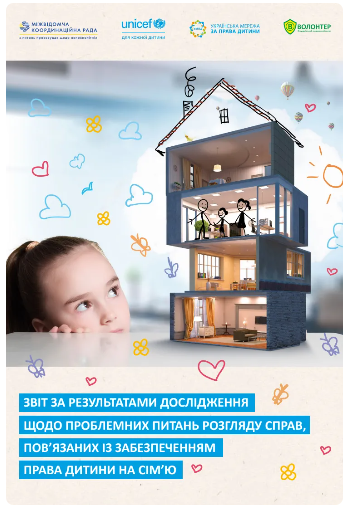 МІЖВІДОМЧА
КООРДИНАЦІЙНА РАДА
unicef
ДЛЯ КОЖНОЇ ДИТИНИ
УКРАЇНСЬКА МЕРЕЖА
ЗА ПРАВА ДИТИНИ
ВОЛОНТЕР
ЗВІТ ЗА РЕЗУЛЬТАТАМИ ДОСЛІДЖЕННЯ
ЩОДО ПРОБЛЕМНИХ ПИТАНЬ РОЗГЛЯДУ СПРАВ,
ПОВ’ЯЗАНИХ ІЗ ЗАБЕЗПЕЧЕННЯМ
ПРАВА ДИТИНИ НА СІМ’Ю